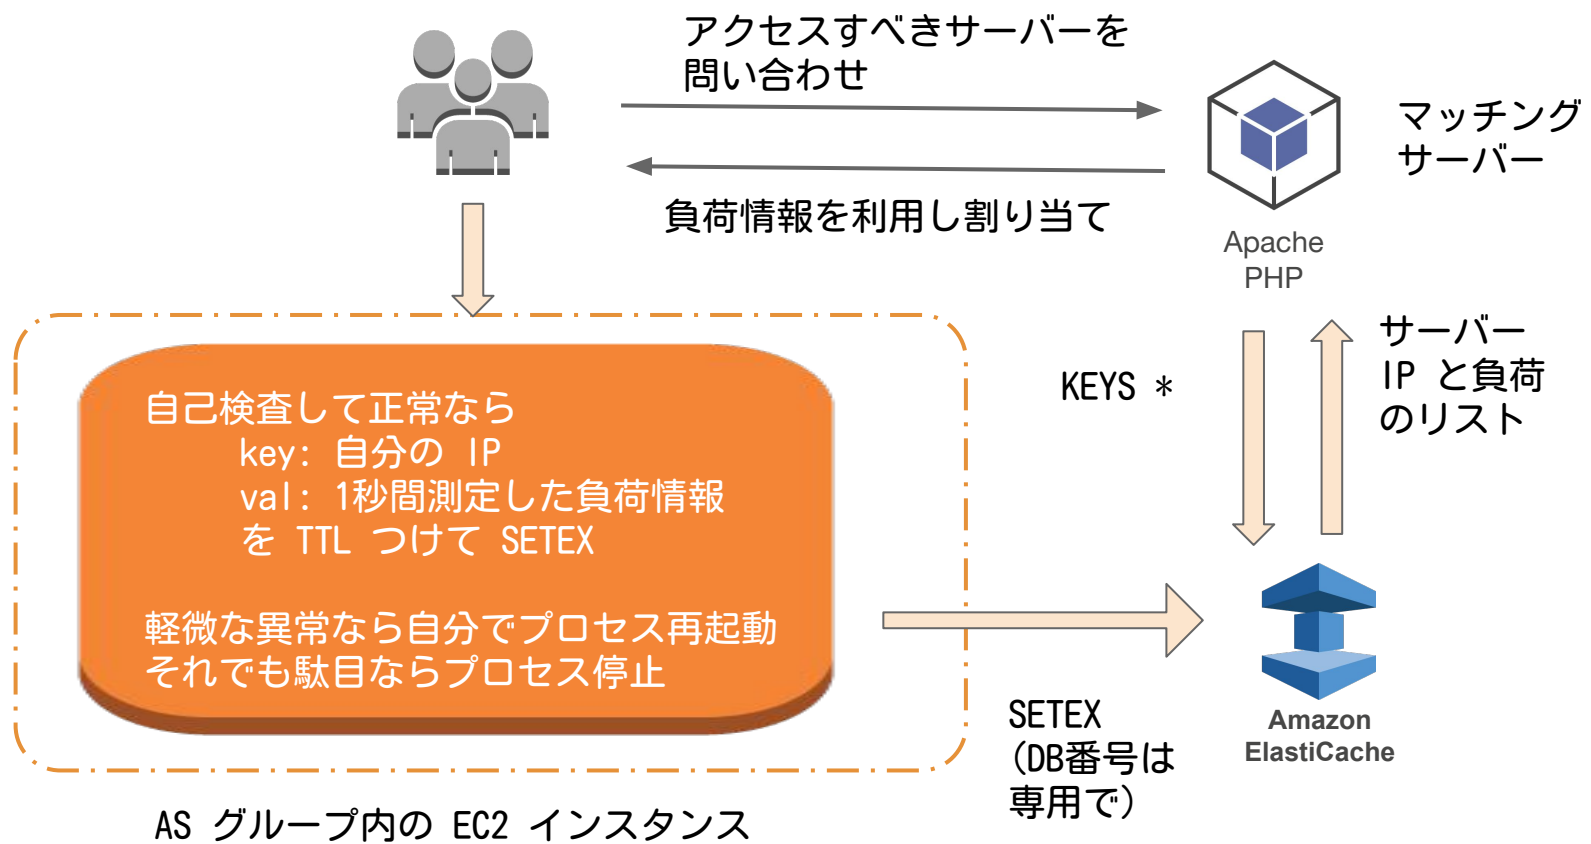 アクセスすべきサーバーを
問い合わせ
マッチング
サーバー
負荷情報を利用し割り当て
Apache
PHP
サーバー
IP と負荷
のリスト
KEYS *
自己検査して正常なら
key: 自分の IP
val: 1秒間測定した負荷情報
を TTL つけて SETEX
軽微な異常なら自分でプロセス再起動
それでも駄目ならプロセス停止
SETEX
(DB番号は
専用で)
Amazon
ElastiCache
AS グループ内の EC2 インスタンス